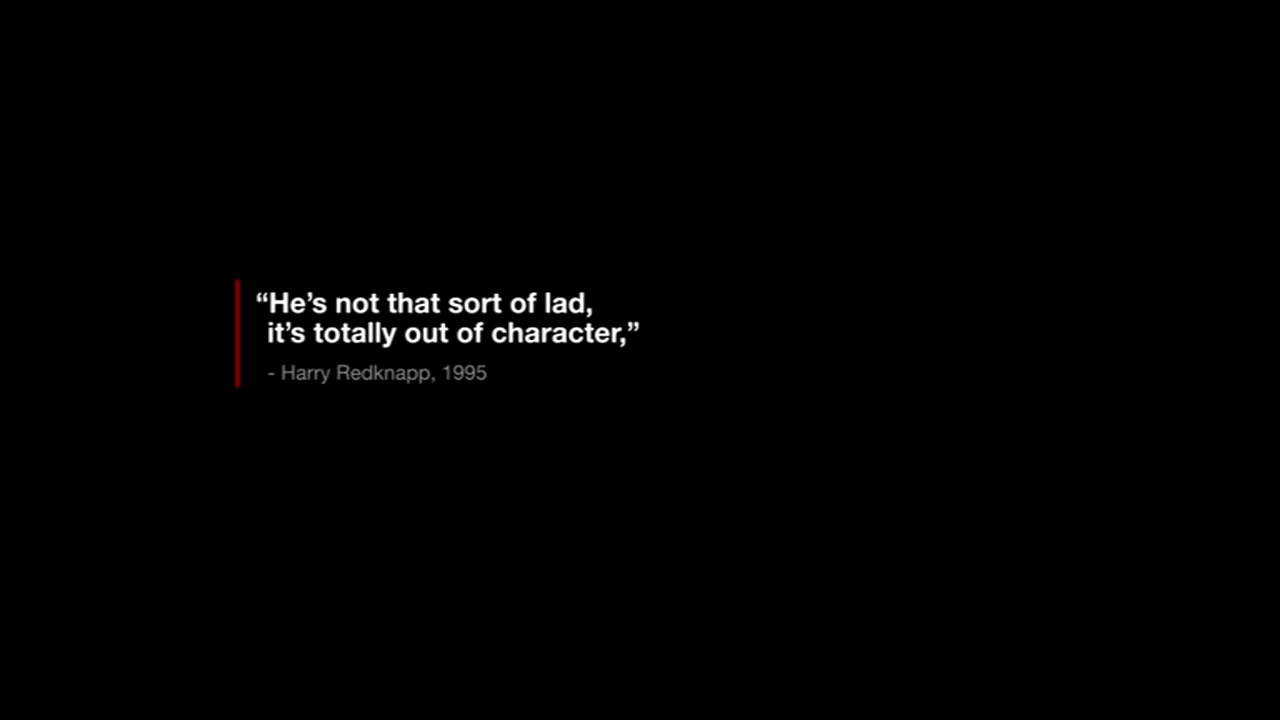 “He’s not that sort of lad,
it’s totally out of character,”
- Harry Redknapp, 1995